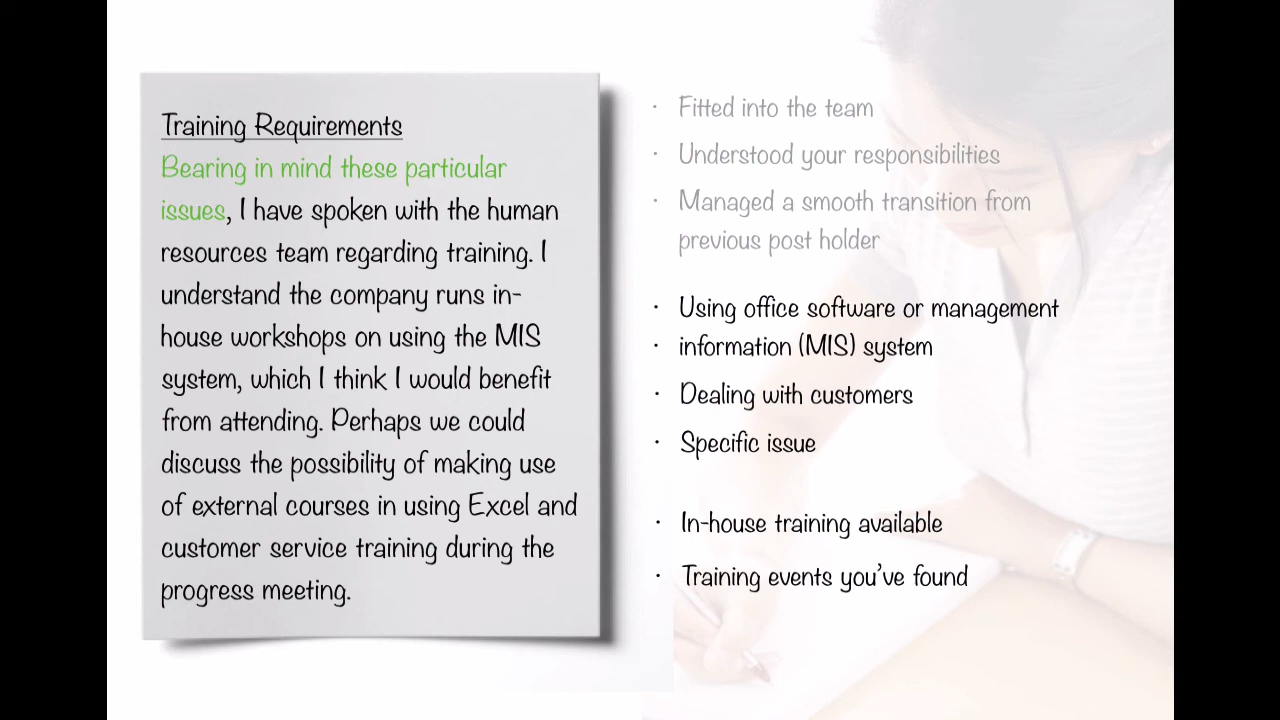 Training Requirements
Bearing in mind these particular
issues, I have spoken with the human
resources team regarding training. I
understand the company runs in-
house workshops on using the MIS
system, which I think I would benefit
from attending. Perhaps we could
discuss the possibility of making use
of external courses in using Excel and
customer service training during the
progress meeting.
· Fitted into the team
· Understood your responsibilities
· Managed a smooth transition from
previous post holder
· Using office software or management
· information (MIS) system
· Dealing with customers
· Specific issue
· In-house training available
· Training events you've found